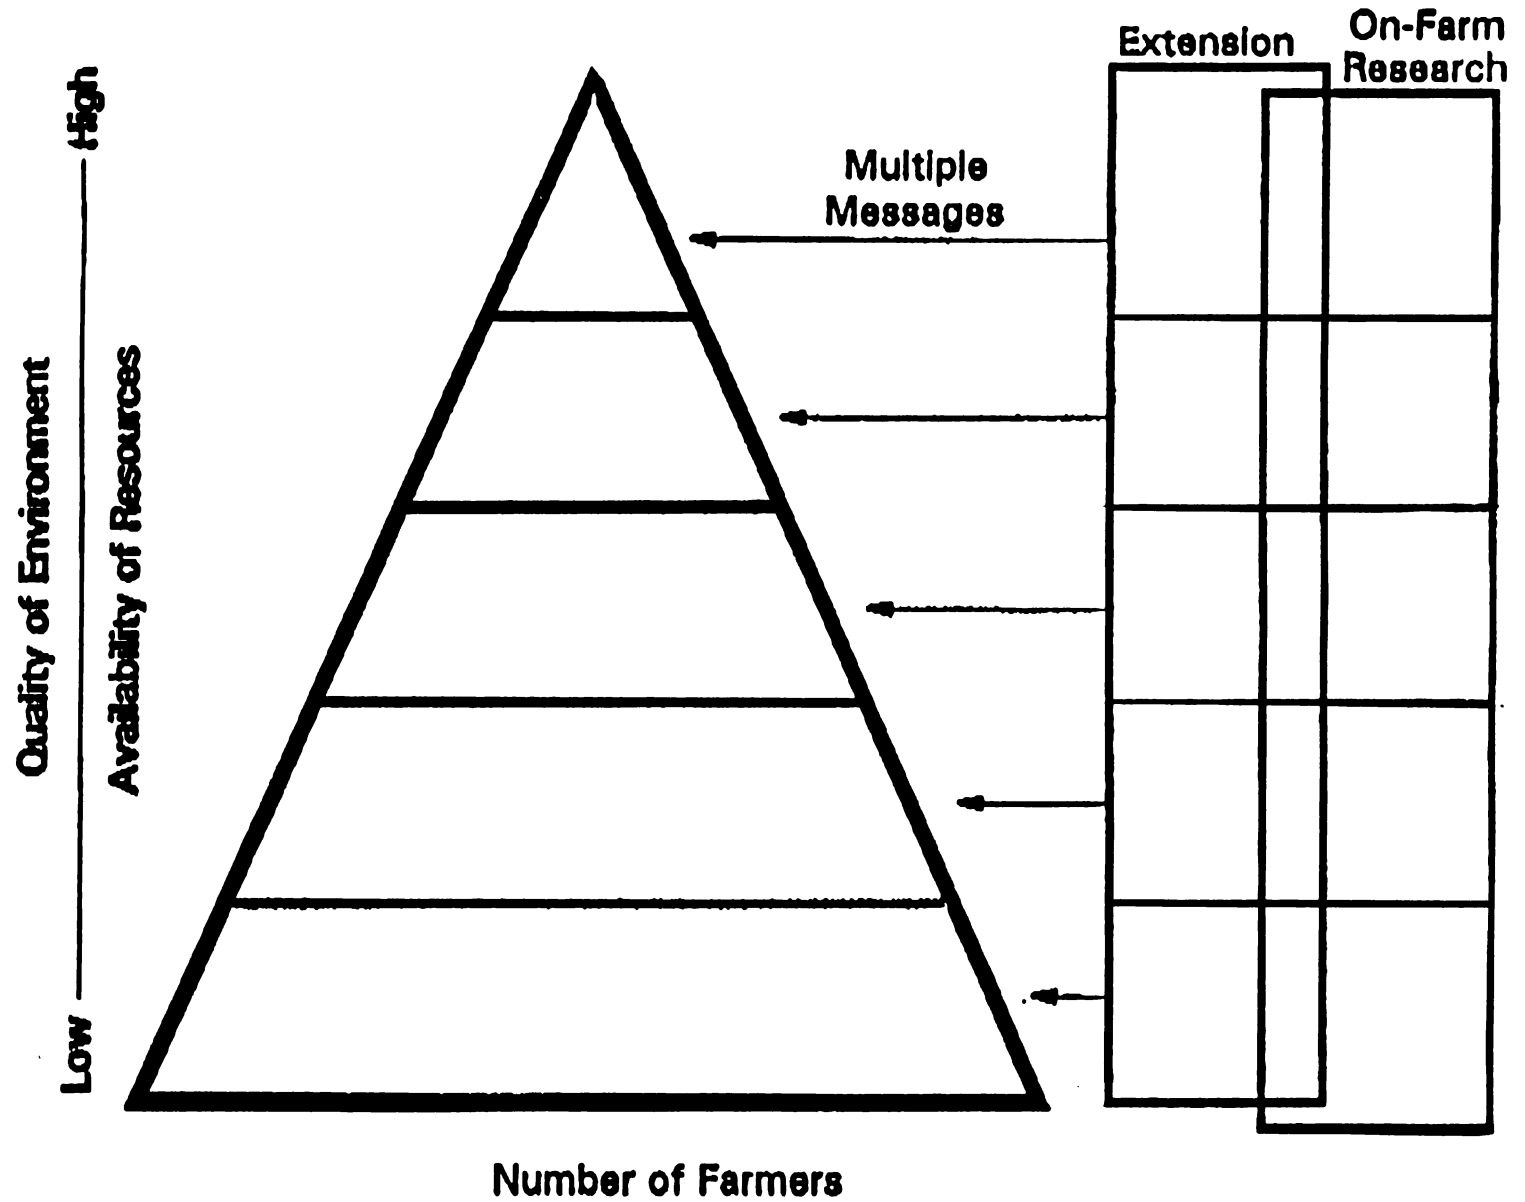 Extension
On-Farm
Research
Multiple
Messages
High
Quality of Environment
Availability of Resources
Low
Number of Farmers